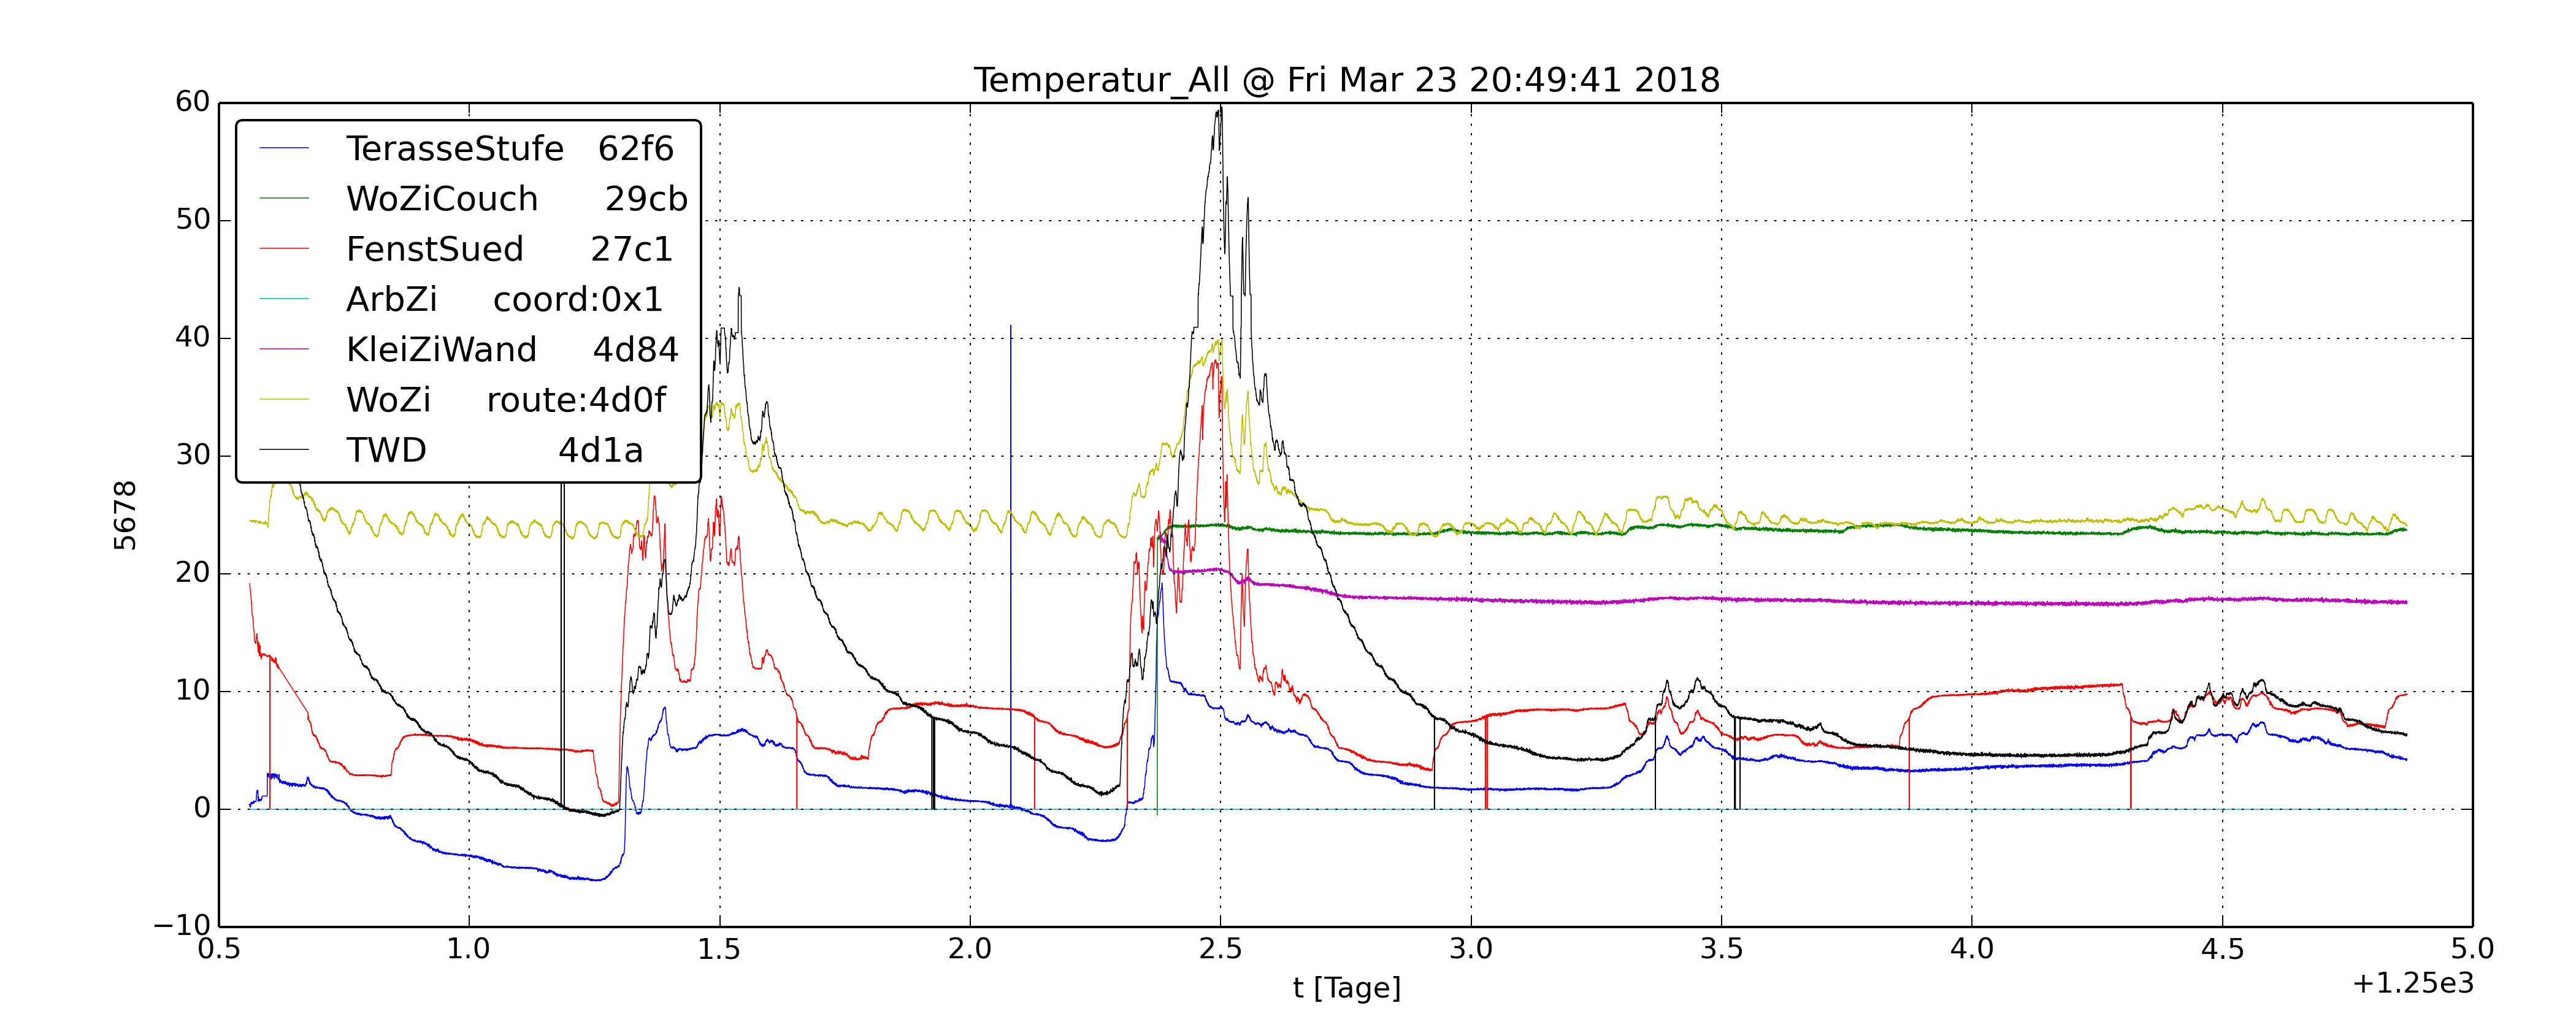 Temperatur_All @ Fri Mar 23 20:49:41 2018
60
50
40
30
20
10
0
−10
5678
TerasseStufe 62f6
WoZiCouch 29cb
FenstSued 27c1
ArbZi coord:0x1
KleiZiWand 4d84
WoZi route:4d0f
TWD 4d1a
0.5 1.0 1.5 2.0 2.5 3.0 3.5 4.0 4.5 5.0
t [Tage]
+1.25e3